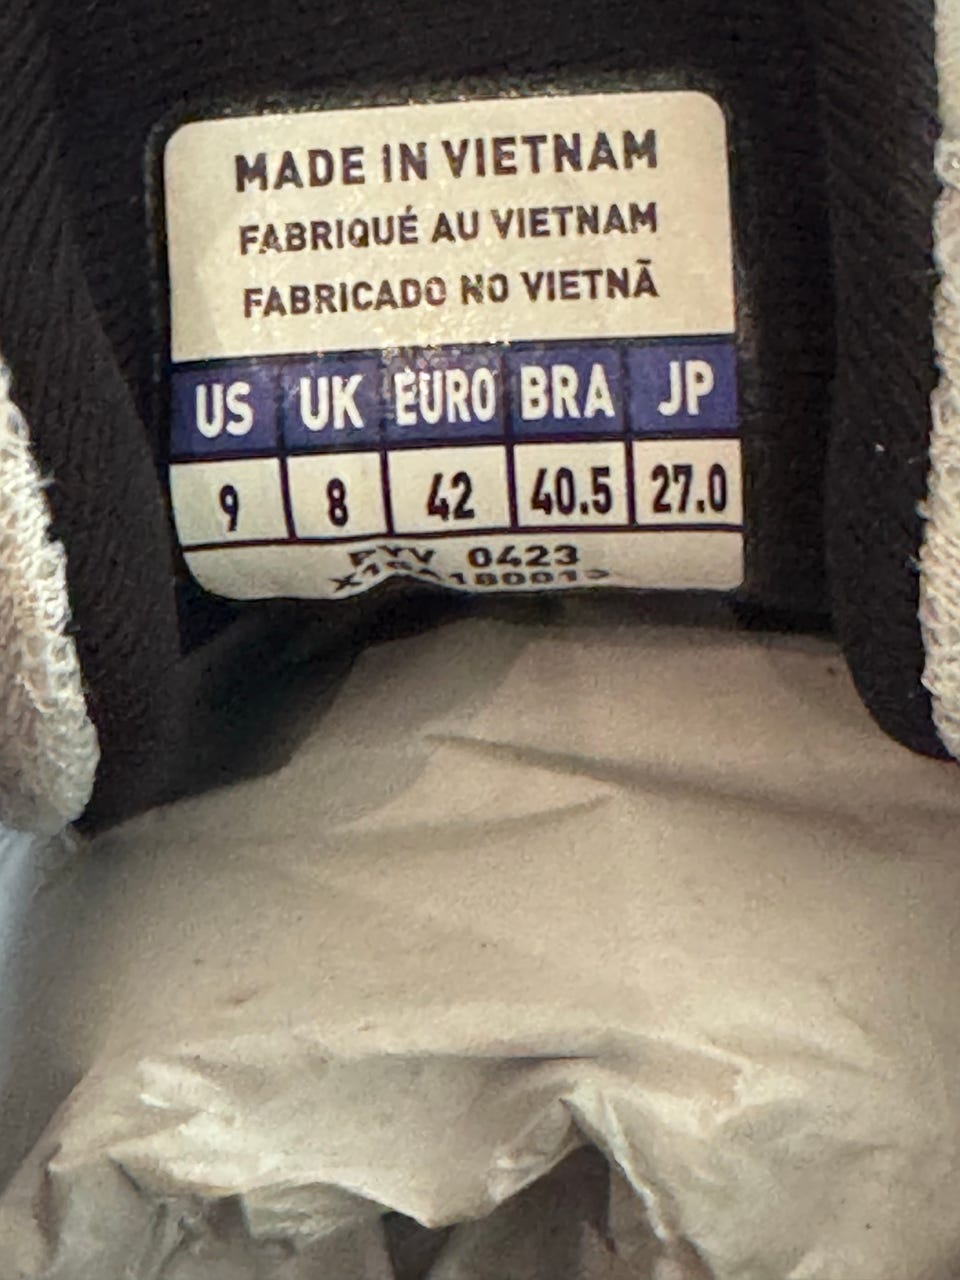 MADE IN VIETNAM
FABRIQUÉ AU VIETNAM
FABRICADO NO VIETNÃ
US UK EURO BRA JP
9 8 42 40.5 27.0
0423